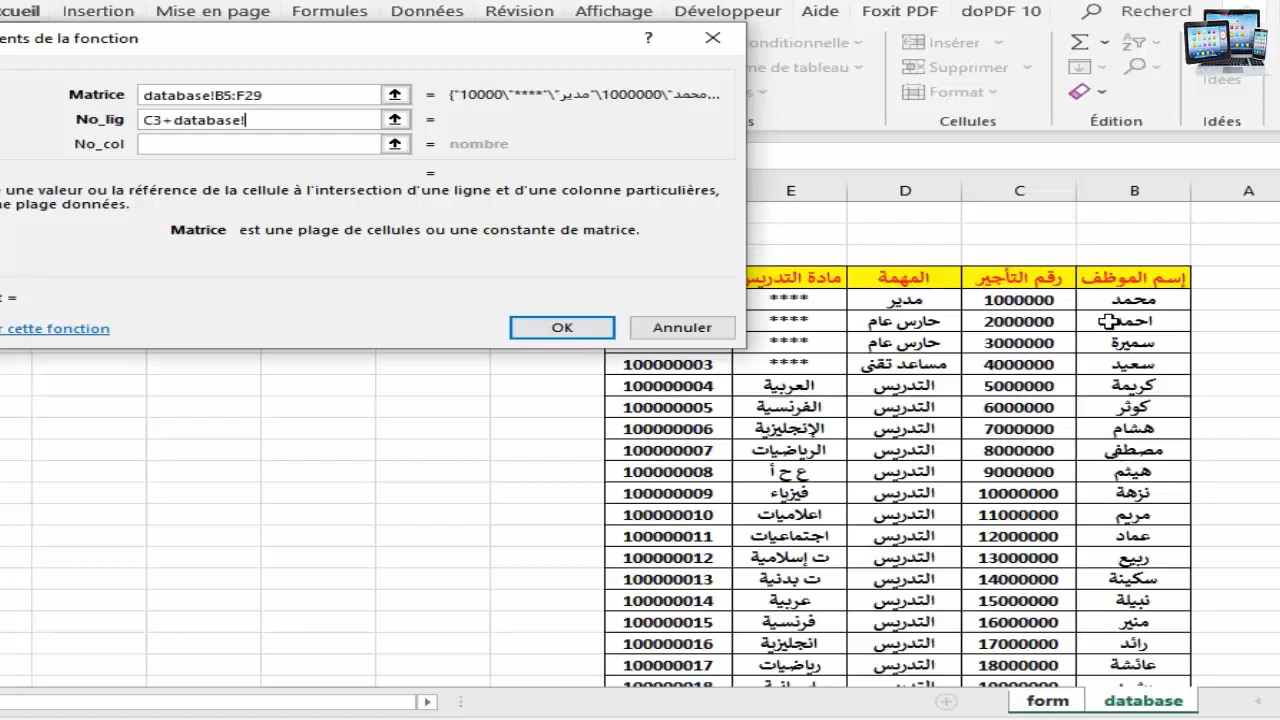 ccueil Insertion Mise en page Formules Données Révision Affichage Développeur Aide Foxit PDF doPDF 10 Recherch
ents de la fonction ?
onditionnelle Insérer
me de tableau Supprimer
Format
Idées
s Cellules Édition Idées
Matrice database!B5:F29 = {"10000\"****"\"مدير"\1000000\"محمد...
No_lig C3+database! =
No_col = nombre
=
e une valeur ou la référence de la cellule à l'intersection d'une ligne et d'une colonne particulières,
ne plage données.
Matrice est une plage de cellules ou une constante de matrice.
t =
r cette fonction
OK Annuler
E D C B A
إسم الموظف رقم التأجير المهمة مادة التدريس
محمد 1000000 مدير ****
احمد 2000000 حارس عام ****
سميرة 3000000 حارس عام ****
سعيد 4000000 مساعد تقني **** 100000003
كريمة 5000000 التدريس العربية 100000004
كوثر 6000000 التدريس الفرنسية 100000005
هشام 7000000 التدريس الإنجليزية 100000006
مصطفى 8000000 التدريس الرياضيات 100000007
هيثم 9000000 التدريس ع ح أ 100000008
نزهة 10000000 التدريس فيزياء 100000009
مريم 11000000 التدريس اعلاميات 100000010
عماد 12000000 التدريس اجتماعيات 100000011
ربيع 13000000 التدريس ت إسلامية 100000012
سكينة 14000000 التدريس ت بدنية 100000013
نبيلة 15000000 التدريس عربية 100000014
منير 16000000 التدريس فرنسية 100000015
رائد 17000000 التدريس انجليزية 100000016
عائشة 18000000 التدريس رياضيات 100000017
form database